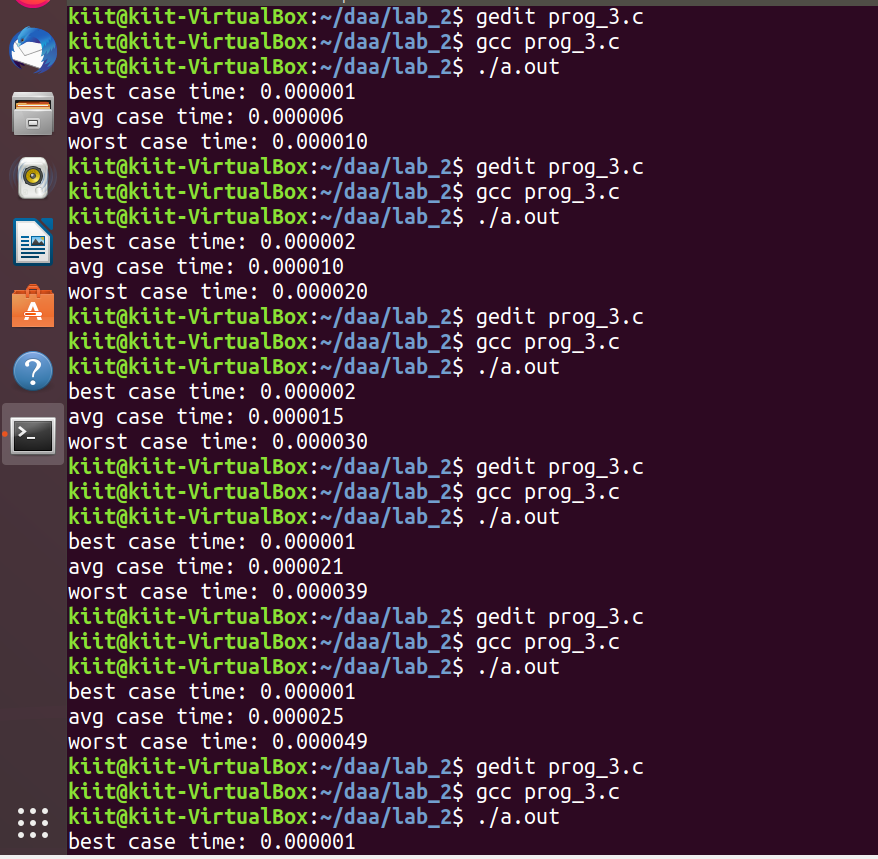 kiit@kiit-VirtualBox:~/daa/lab_2$ gedit prog_3.c
kiit@kiit-VirtualBox:~/daa/lab_2$ gcc prog_3.c
kiit@kiit-VirtualBox:~/daa/lab_2$ ./a.out
best case time: 0.000001
avg case time: 0.000006
worst case time: 0.000010
kiit@kiit-VirtualBox:~/daa/lab_2$ gedit prog_3.c
kiit@kiit-VirtualBox:~/daa/lab_2$ gcc prog_3.c
kiit@kiit-VirtualBox:~/daa/lab_2$ ./a.out
best case time: 0.000002
avg case time: 0.000010
worst case time: 0.000020
kiit@kiit-VirtualBox:~/daa/lab_2$ gedit prog_3.c
kiit@kiit-VirtualBox:~/daa/lab_2$ gcc prog_3.c
kiit@kiit-VirtualBox:~/daa/lab_2$ ./a.out
best case time: 0.000002
avg case time: 0.000015
worst case time: 0.000030
kiit@kiit-VirtualBox:~/daa/lab_2$ gedit prog_3.c
kiit@kiit-VirtualBox:~/daa/lab_2$ gcc prog_3.c
kiit@kiit-VirtualBox:~/daa/lab_2$ ./a.out
best case time: 0.000001
avg case time: 0.000021
worst case time: 0.000039
kiit@kiit-VirtualBox:~/daa/lab_2$ gedit prog_3.c
kiit@kiit-VirtualBox:~/daa/lab_2$ gcc prog_3.c
kiit@kiit-VirtualBox:~/daa/lab_2$ ./a.out
best case time: 0.000001
avg case time: 0.000025
worst case time: 0.000049
kiit@kiit-VirtualBox:~/daa/lab_2$ gedit prog_3.c
kiit@kiit-VirtualBox:~/daa/lab_2$ gcc prog_3.c
kiit@kiit-VirtualBox:~/daa/lab_2$ ./a.out
best case time: 0.000001